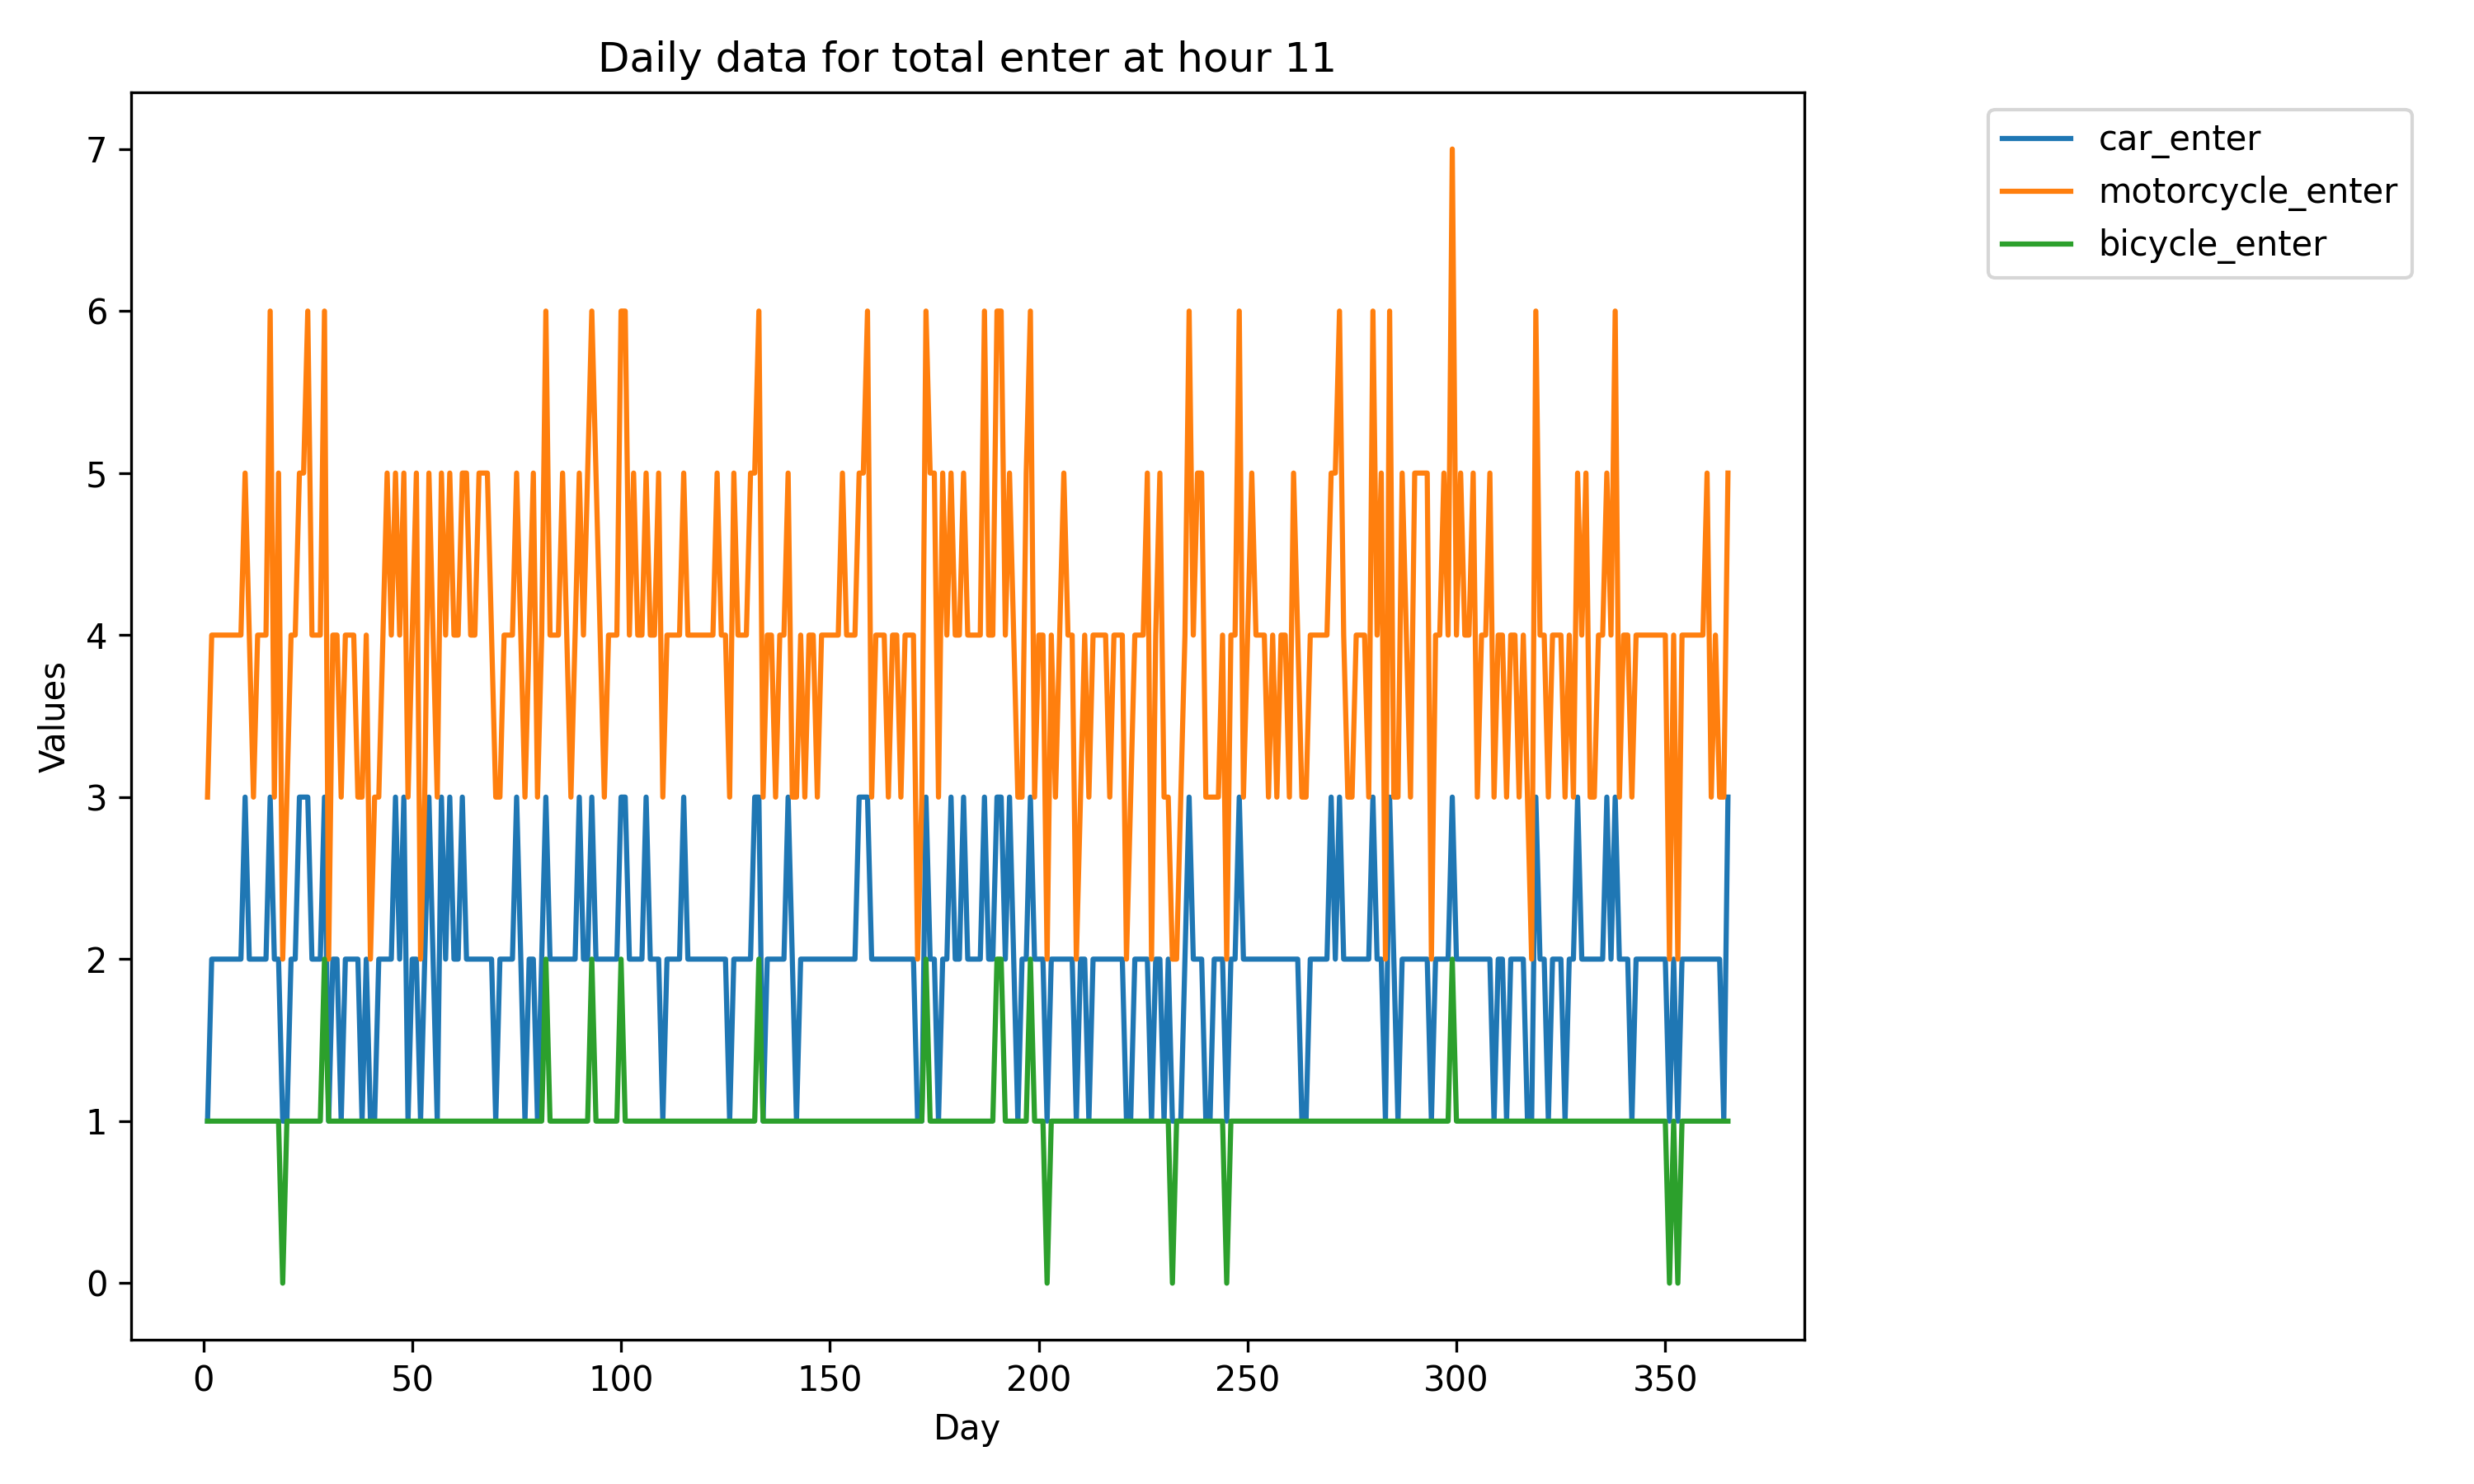 Daily data for total enter at hour 11
car_enter
motorcycle_enter
bicycle_enter
Values
7
6
5
4
3
2
1
0
0 50 100 150 200 250 300 350
Day